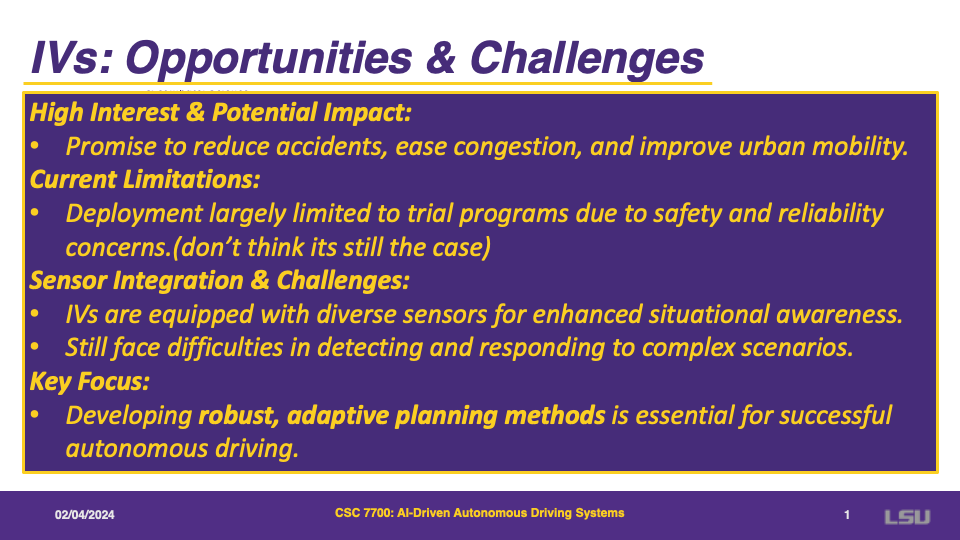 IVs: Opportunities & Challenges
High Interest & Potential Impact:
• Promise to reduce accidents, ease congestion, and improve urban mobility.
Current Limitations:
• Deployment largely limited to trial programs due to safety and reliability
concerns.(don’t think its still the case)
Sensor Integration & Challenges:
• IVs are equipped with diverse sensors for enhanced situational awareness.
• Still face difficulties in detecting and responding to complex scenarios.
Key Focus:
• Developing robust, adaptive planning methods is essential for successful
autonomous driving.
02/04/2024
CSC 7700: AI-Driven Autonomous Driving Systems
1
LSU